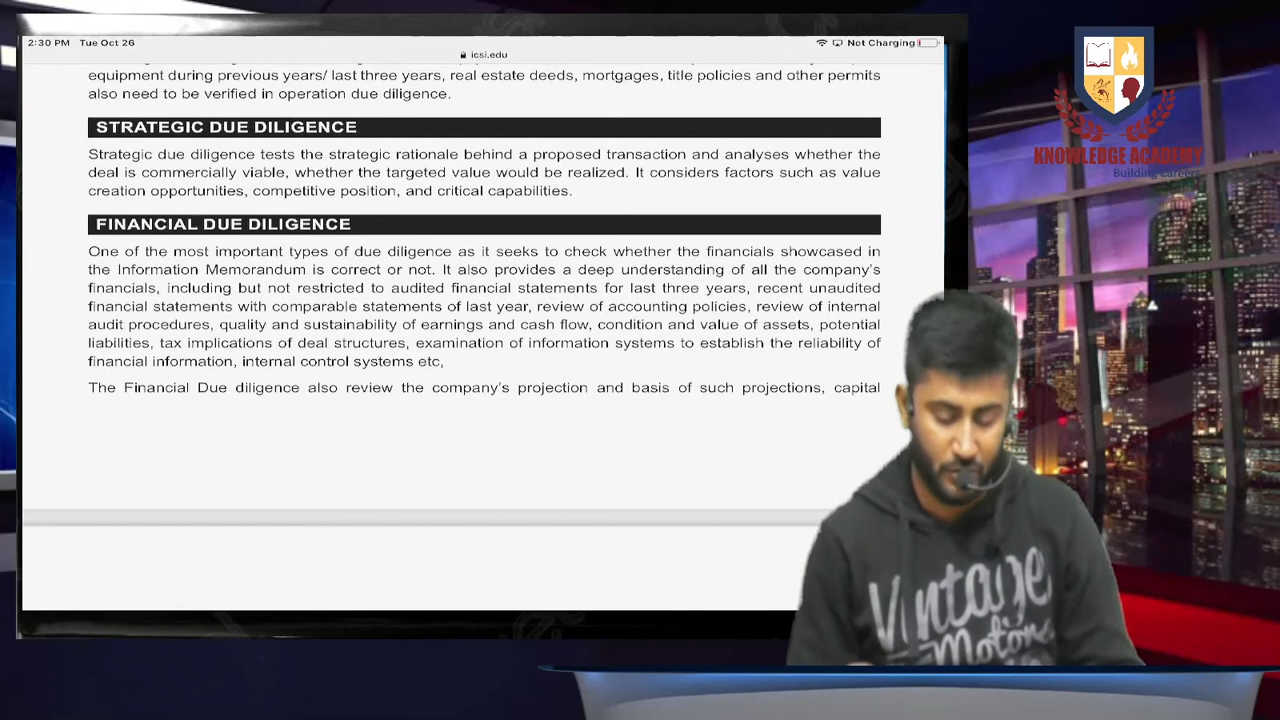 2:30 PM Tue Oct 26
icsi.edu
Not Charging
equipment during previous years/ last three years, real estate deeds, mortgages, title policies and other permits
also need to be verified in operation due diligence.
STRATEGIC DUE DILIGENCE
Strategic due diligence tests the strategic rationale behind a proposed transaction and analyses whether the
deal is commercially viable, whether the targeted value would be realized. It considers factors such as value
creation opportunities, competitive position, and critical capabilities.
FINANCIAL DUE DILIGENCE
One of the most important types of due diligence as it seeks to check whether the financials showcased in
the Information Memorandum is correct or not. It also provides a deep understanding of all the company's
financials, including but not restricted to audited financial statements for last three years, recent unaudited
financial statements with comparable statements of last year, review of accounting policies, review of internal
audit procedures, quality and sustainability of earnings and cash flow, condition and value of assets, potential
liabilities, tax implications of deal structures, examination of information systems to establish the reliability of
financial information, internal control systems etc,
The Financial Due diligence also review the company's projection and basis of such projections, capital
KNOWLEDGE ACADEMY
Building Careers
Vintage
Motors